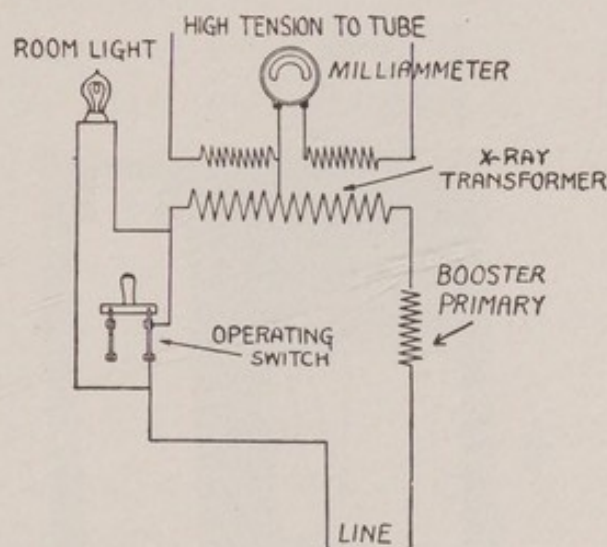 HIGH TENSION TO TUBE
ROOM LIGHT
MILLIAMMETER
X-RAY
TRANSFORMER
BOOSTER
PRIMARY
OPERATING
SWITCH
LINE